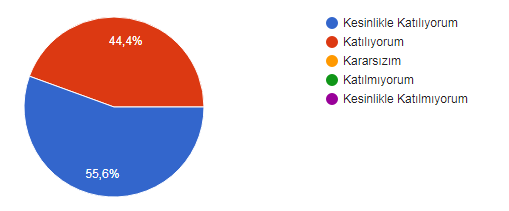 44,4%
55,6%
Kesinlikle Katılıyorum
Katılıyorum
Kararsızım
Katılmıyorum
Kesinlikle Katılmıyorum